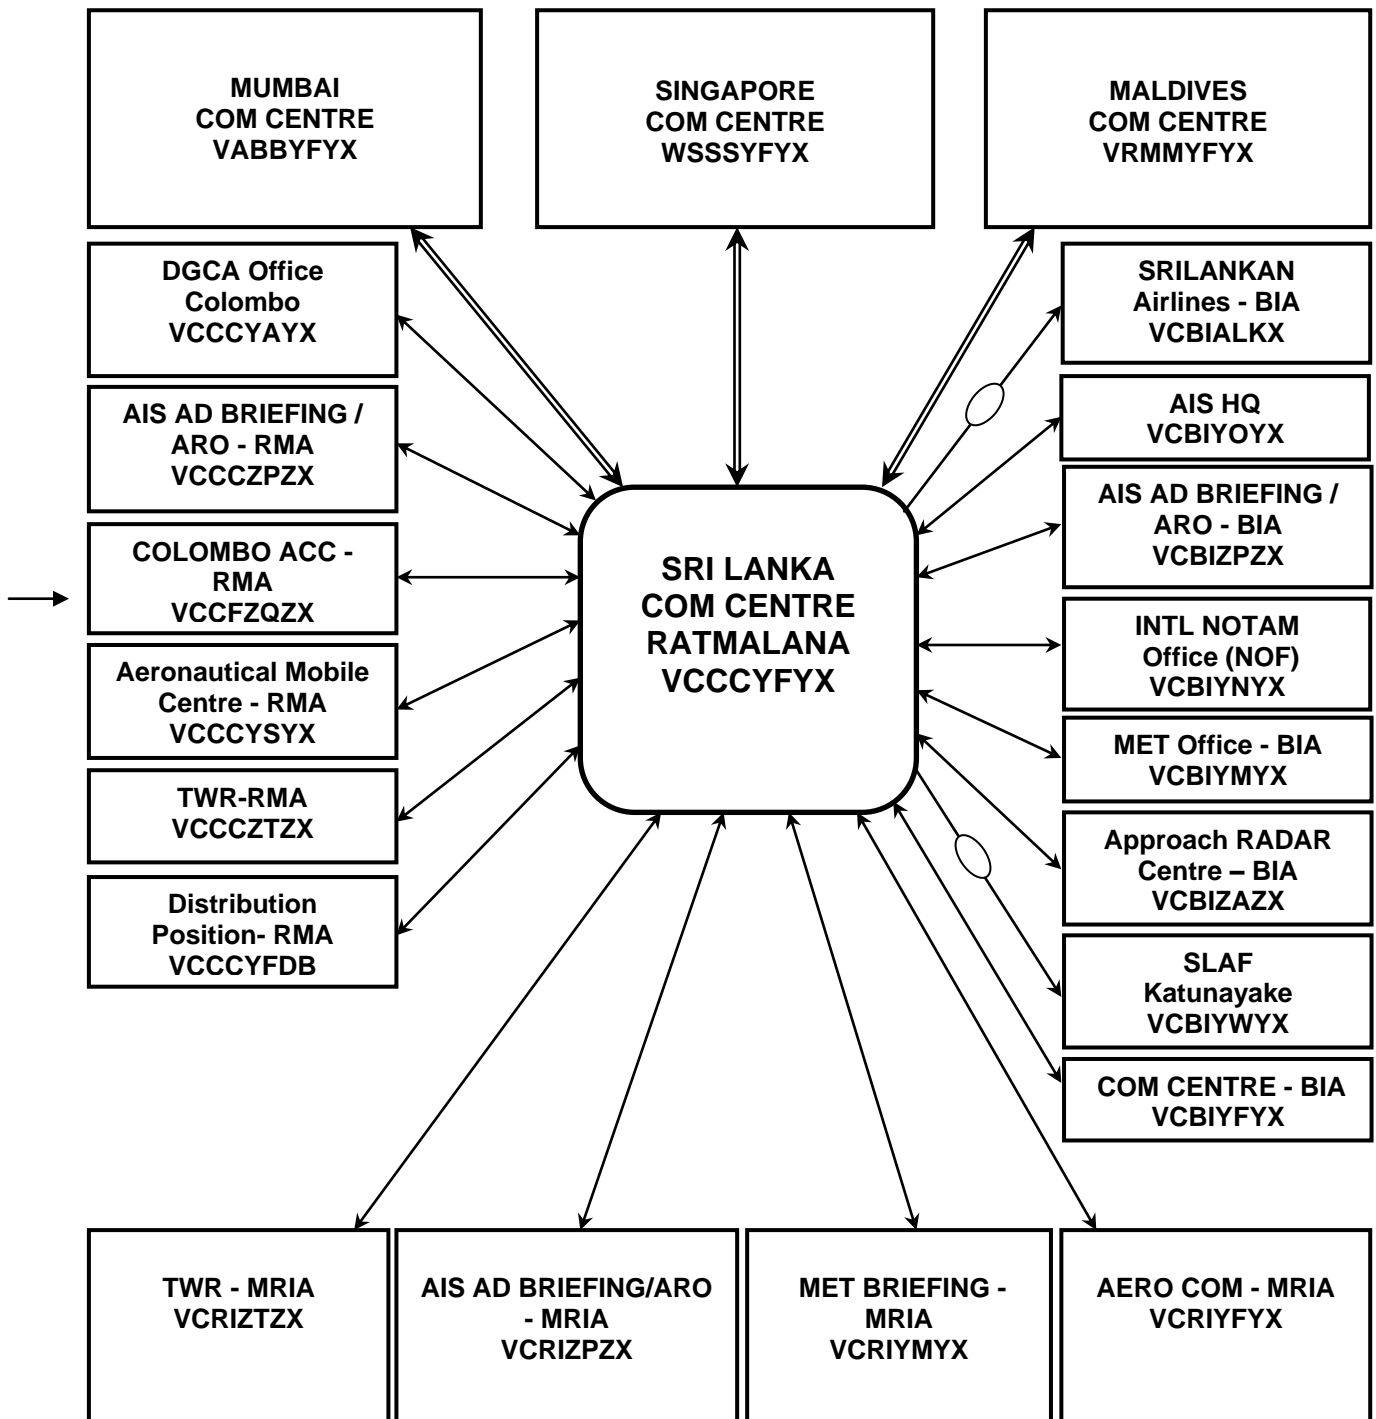 MUMBAI
COM CENTRE
VABBYFYX
SINGAPORE
COM CENTRE
WSSSYFYX
MALDIVES
COM CENTRE
VRMMYFYX
DGCA Office
Colombo
VCCCYAYX
AIS AD BRIEFING /
ARO - RMA
VCCCZPZX
COLOMBO ACC -
RMA
VCCFZQZX
Aeronautical Mobile
Centre - RMA
VCCCYSYX
TWR-RMA
VCCCZTZX
Distribution
Position- RMA
VCCCYFDB
SRI LANKA
COM CENTRE
RATMALANA
VCCCYFYX
SRILANKAN
Airlines - BIA
VCBIALKX
AIS HQ
VCBIYOYX
AIS AD BRIEFING /
ARO - BIA
VCBIZPZX
INTL NOTAM
Office (NOF)
VCBIYNYX
MET Office - BIA
VCBIYMYX
Approach RADAR
Centre – BIA
VCBIZAZX
SLAF
Katunayake
VCBIYWYX
COM CENTRE - BIA
VCBIYFYX
TWR - MRIA
VCRIZTZX
AIS AD BRIEFING/ARO
- MRIA
VCRIZPZX
MET BRIEFING -
MRIA
VCRIYMYX
AERO COM - MRIA
VCRIYFYX